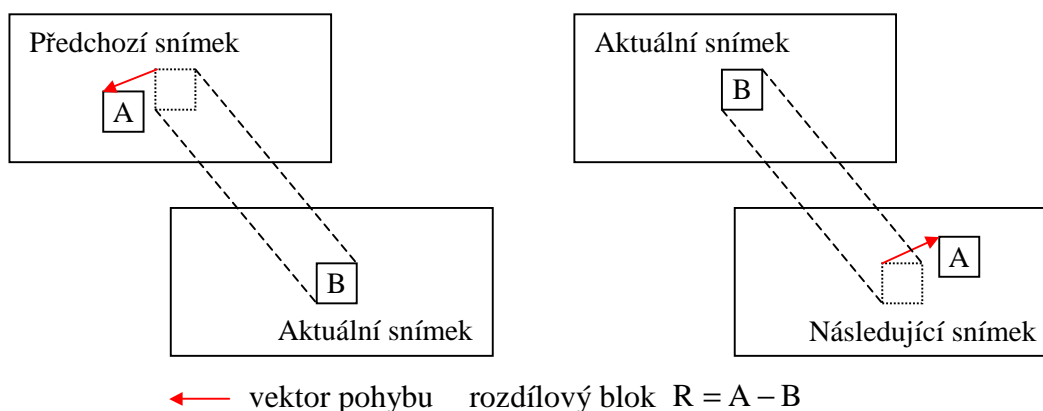 Předchozí snímek
A
B
Aktuální snímek
Aktuální snímek
B
A
Následující snímek
vektor pohybu rozdílový blok R = A − B